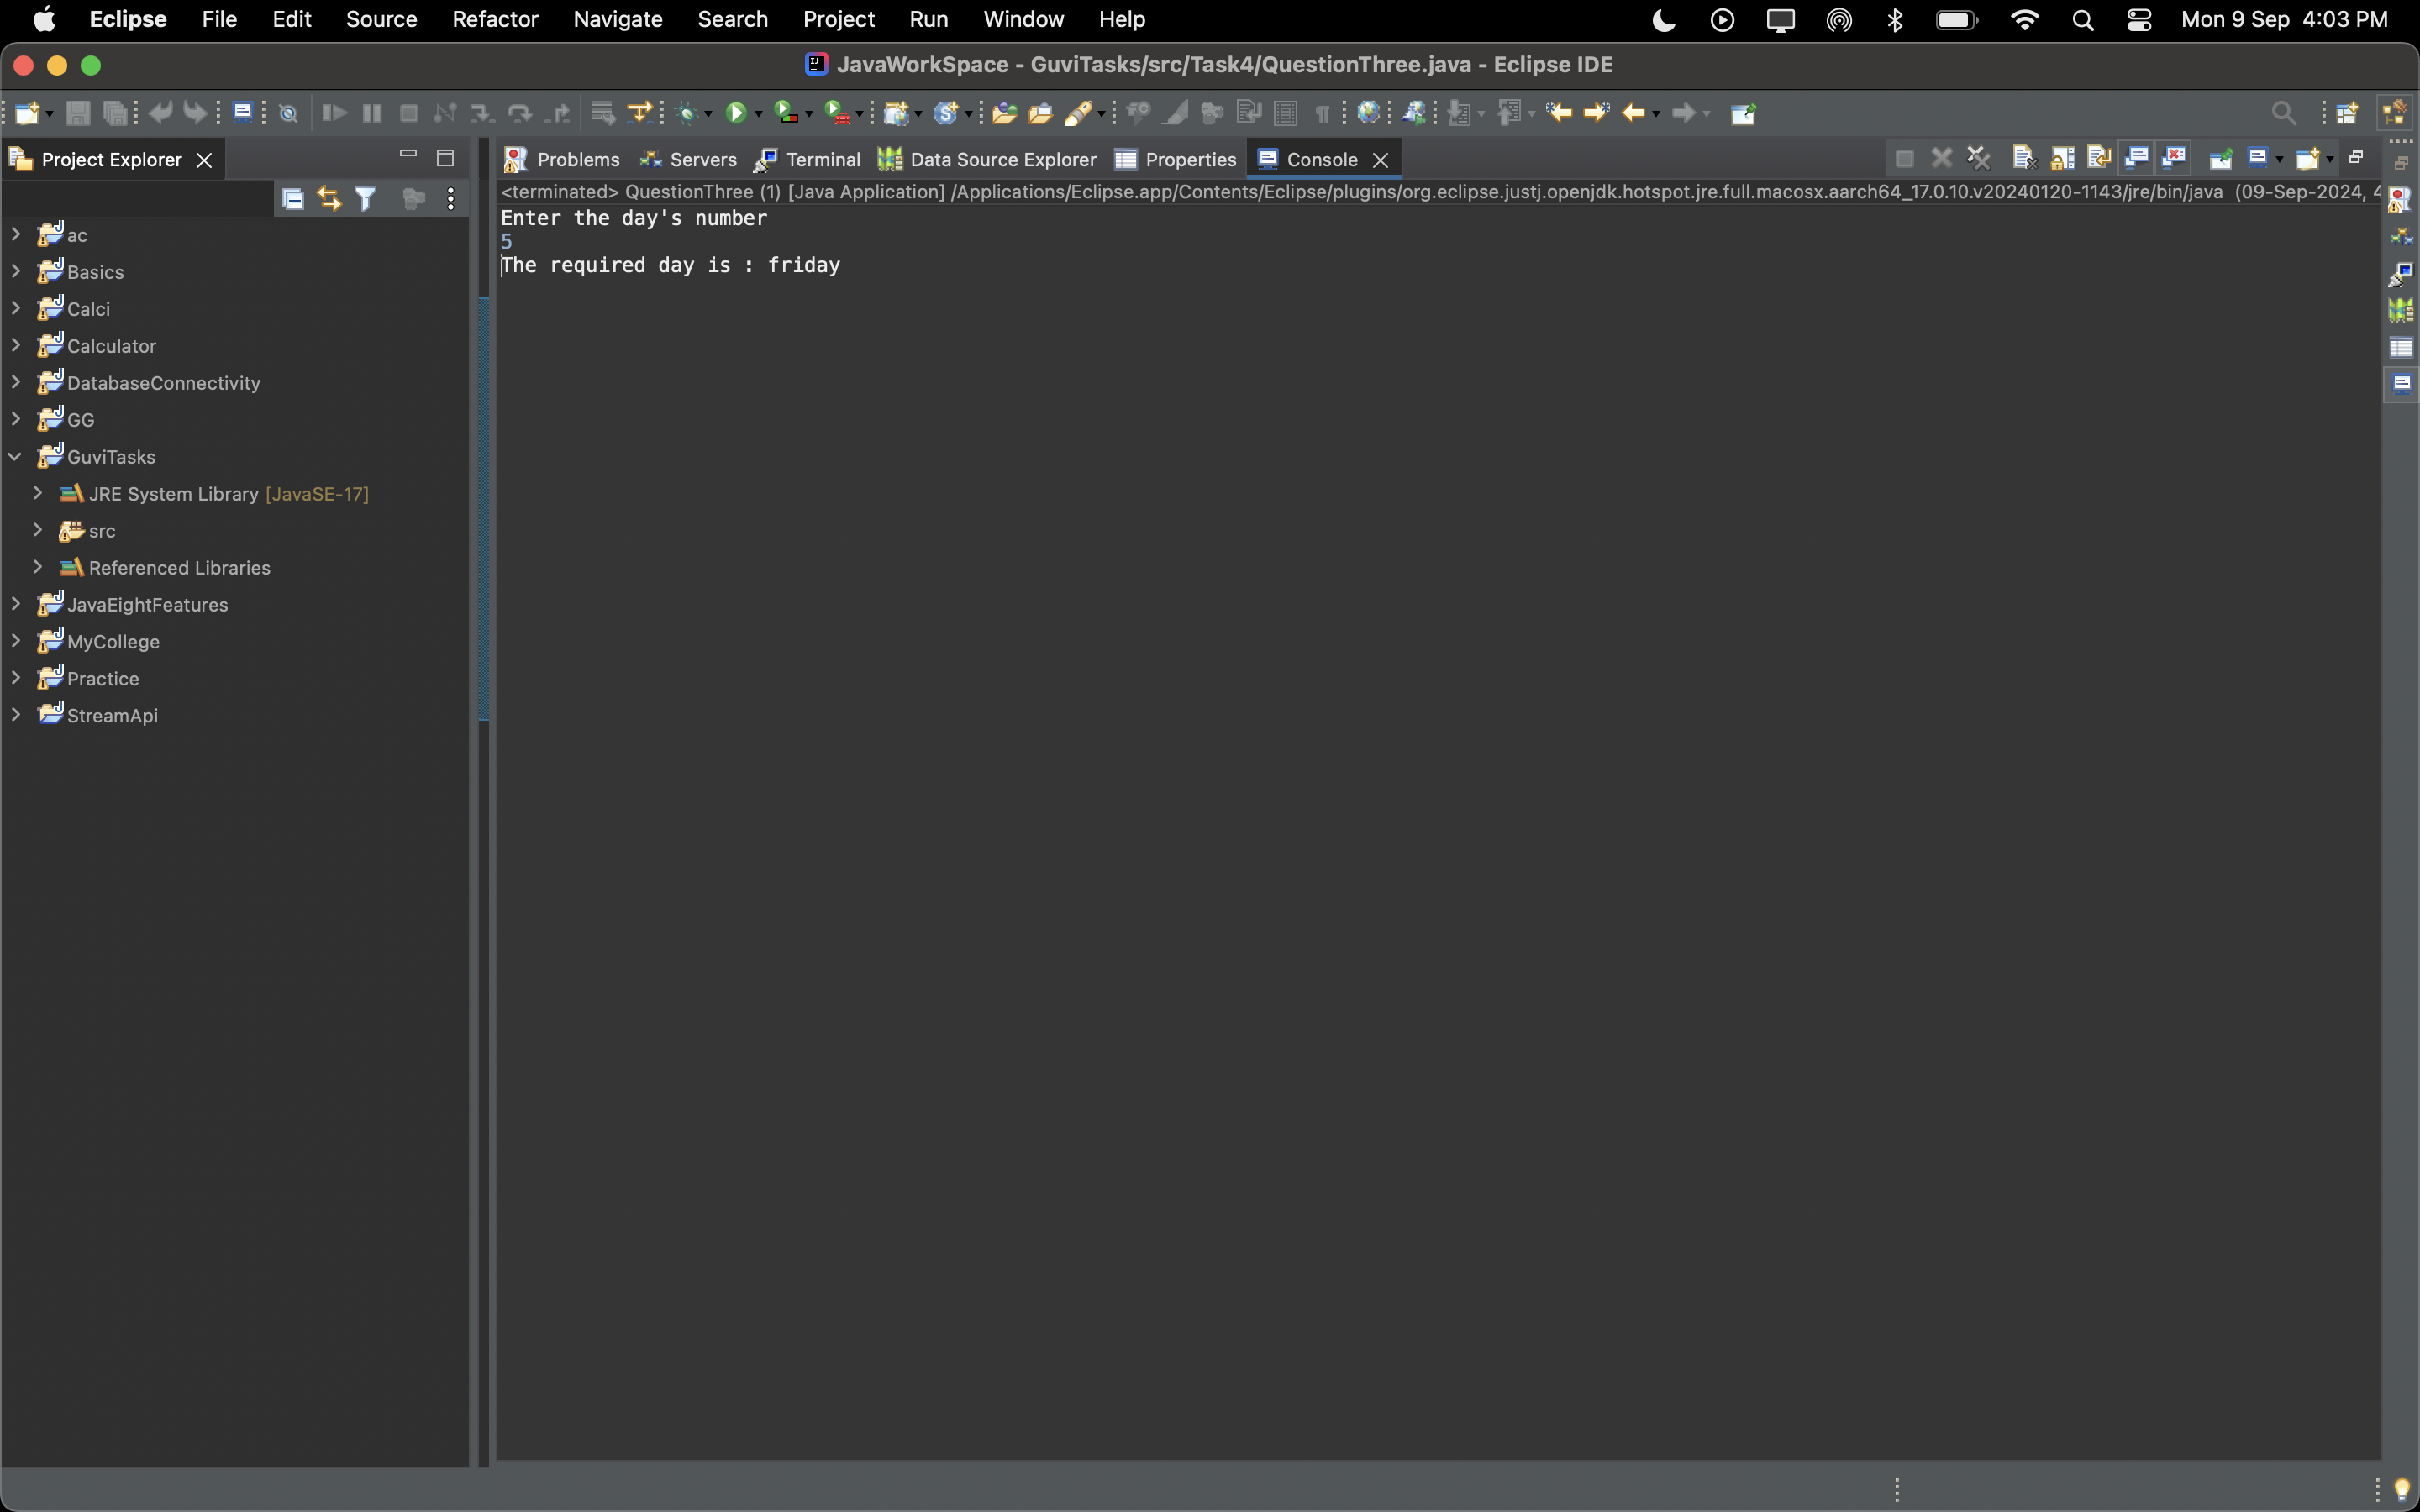 Eclipse File Edit Source Refactor Navigate Search Project Run Window Help Mon 9 Sep 4:03 PM
JavaWorkSpace - GuviTasks/src/Task4/QuestionThree.java - Eclipse IDE
Project Explorer
ac
Basics
Calci
Calculator
DatabaseConnectivity
GG
GuviTasks
JRE System Library [JavaSE-17]
src
Referenced Libraries
JavaEightFeatures
MyCollege
Practice
StreamApi
Problems Servers Terminal Data Source Explorer Properties Console
<terminated> QuestionThree (1) [Java Application] /Applications/Eclipse.app/Contents/Eclipse/plugins/org.eclipse.justj.openjdk.hotspot.jre.full.macosx.aarch64_17.0.10.v20240120-1143/jre/bin/java (09-Sep-2024, 4
Enter the day's number
5
The required day is : friday